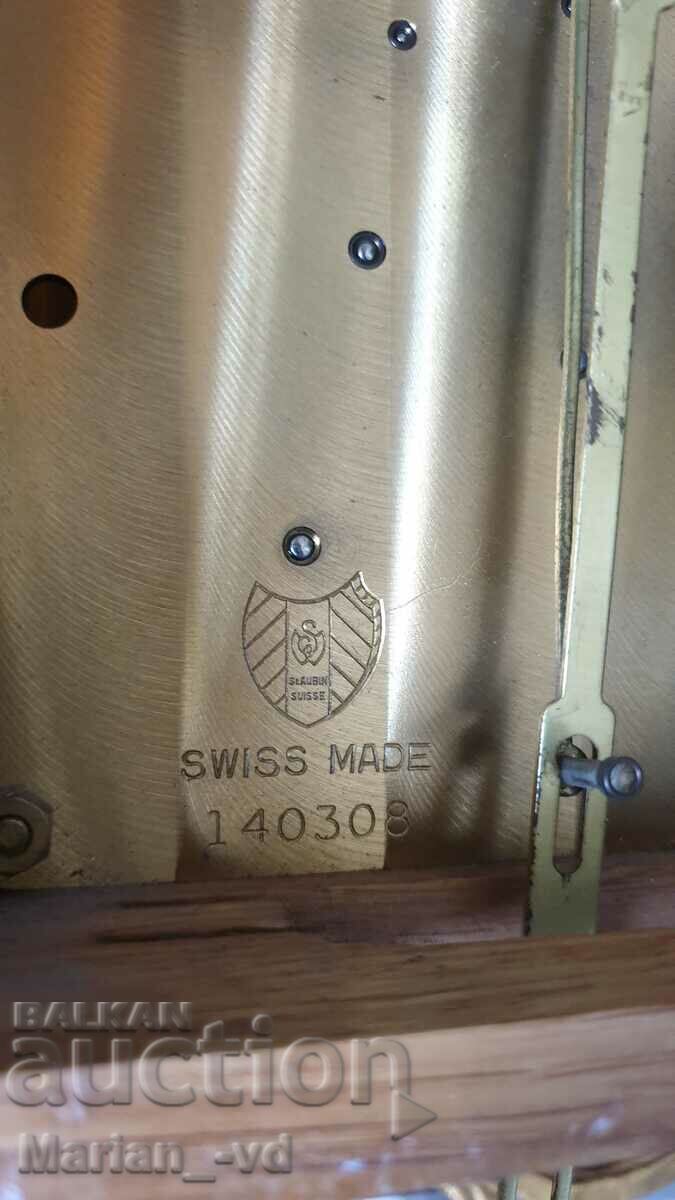 St.AUBIN
SUISSE
SWISS MADE
140308
BALKAN
auction
Marian_-vd